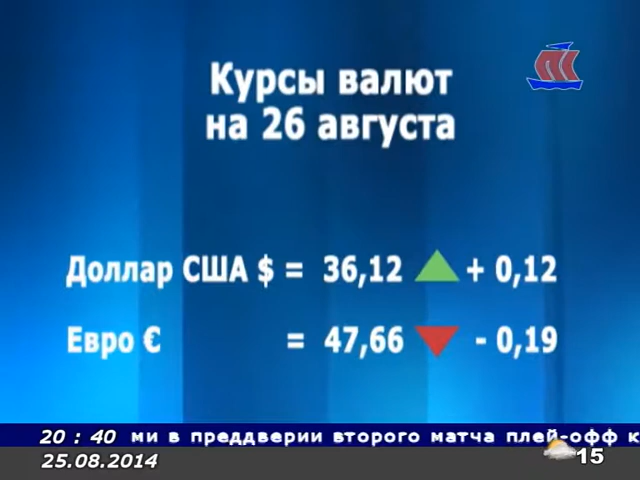 Курсы валют
на 26 августа
Доллар США $ = 36,12 + 0,12
Евро € = 47,66 - 0,19
20 : 40 ми в преддверии второго матча плей-офф к
25.08.2014 15